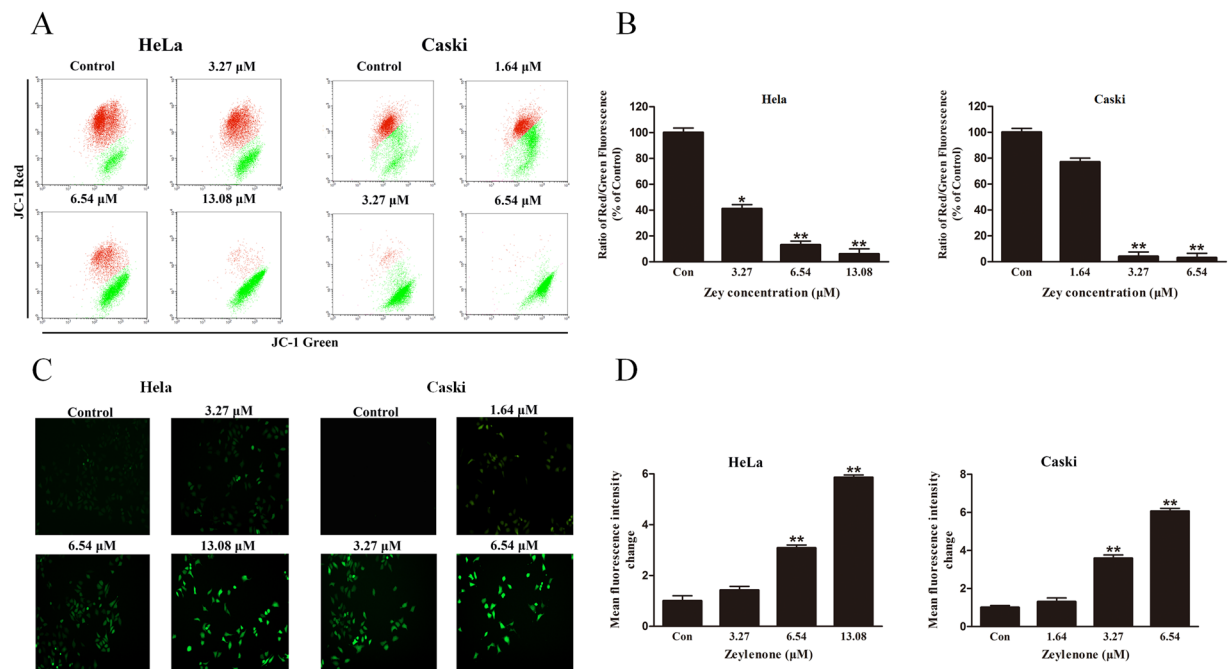 A
HeLa
Caski
Control
3.27 μM
Control
1.64 μM
6.54 μM
13.08 μM
3.27 μM
6.54 μM
JC-1 Red
JC-1 Green
B
Hela
Ratio of Red/Green Fluorescence
(% of Control)
120
100
80
60
40
20
0
*
**
**
Con
3.27
6.54
13.08
Zey concentration (μM)
Caski
Ratio of Red/Green Fluorescence
(% of Control)
120
100
80
60
40
20
0
**
**
Con
1.64
3.27
6.54
Zey concentration (μM)
C
Hela
Caski
Control
3.27 μM
Control
1.64 μM
6.54 μM
13.08 μM
3.27 μM
6.54 μM
D
HeLa
Mean fluorescence intensity
change
6
4
2
0
**
**
Con
3.27
6.54
13.08
Zeylenone (μM)
Caski
Mean fluorescence intensity
change
8
6
4
2
0
**
**
Con
1.64
3.27
6.54
Zeylenone (μM)